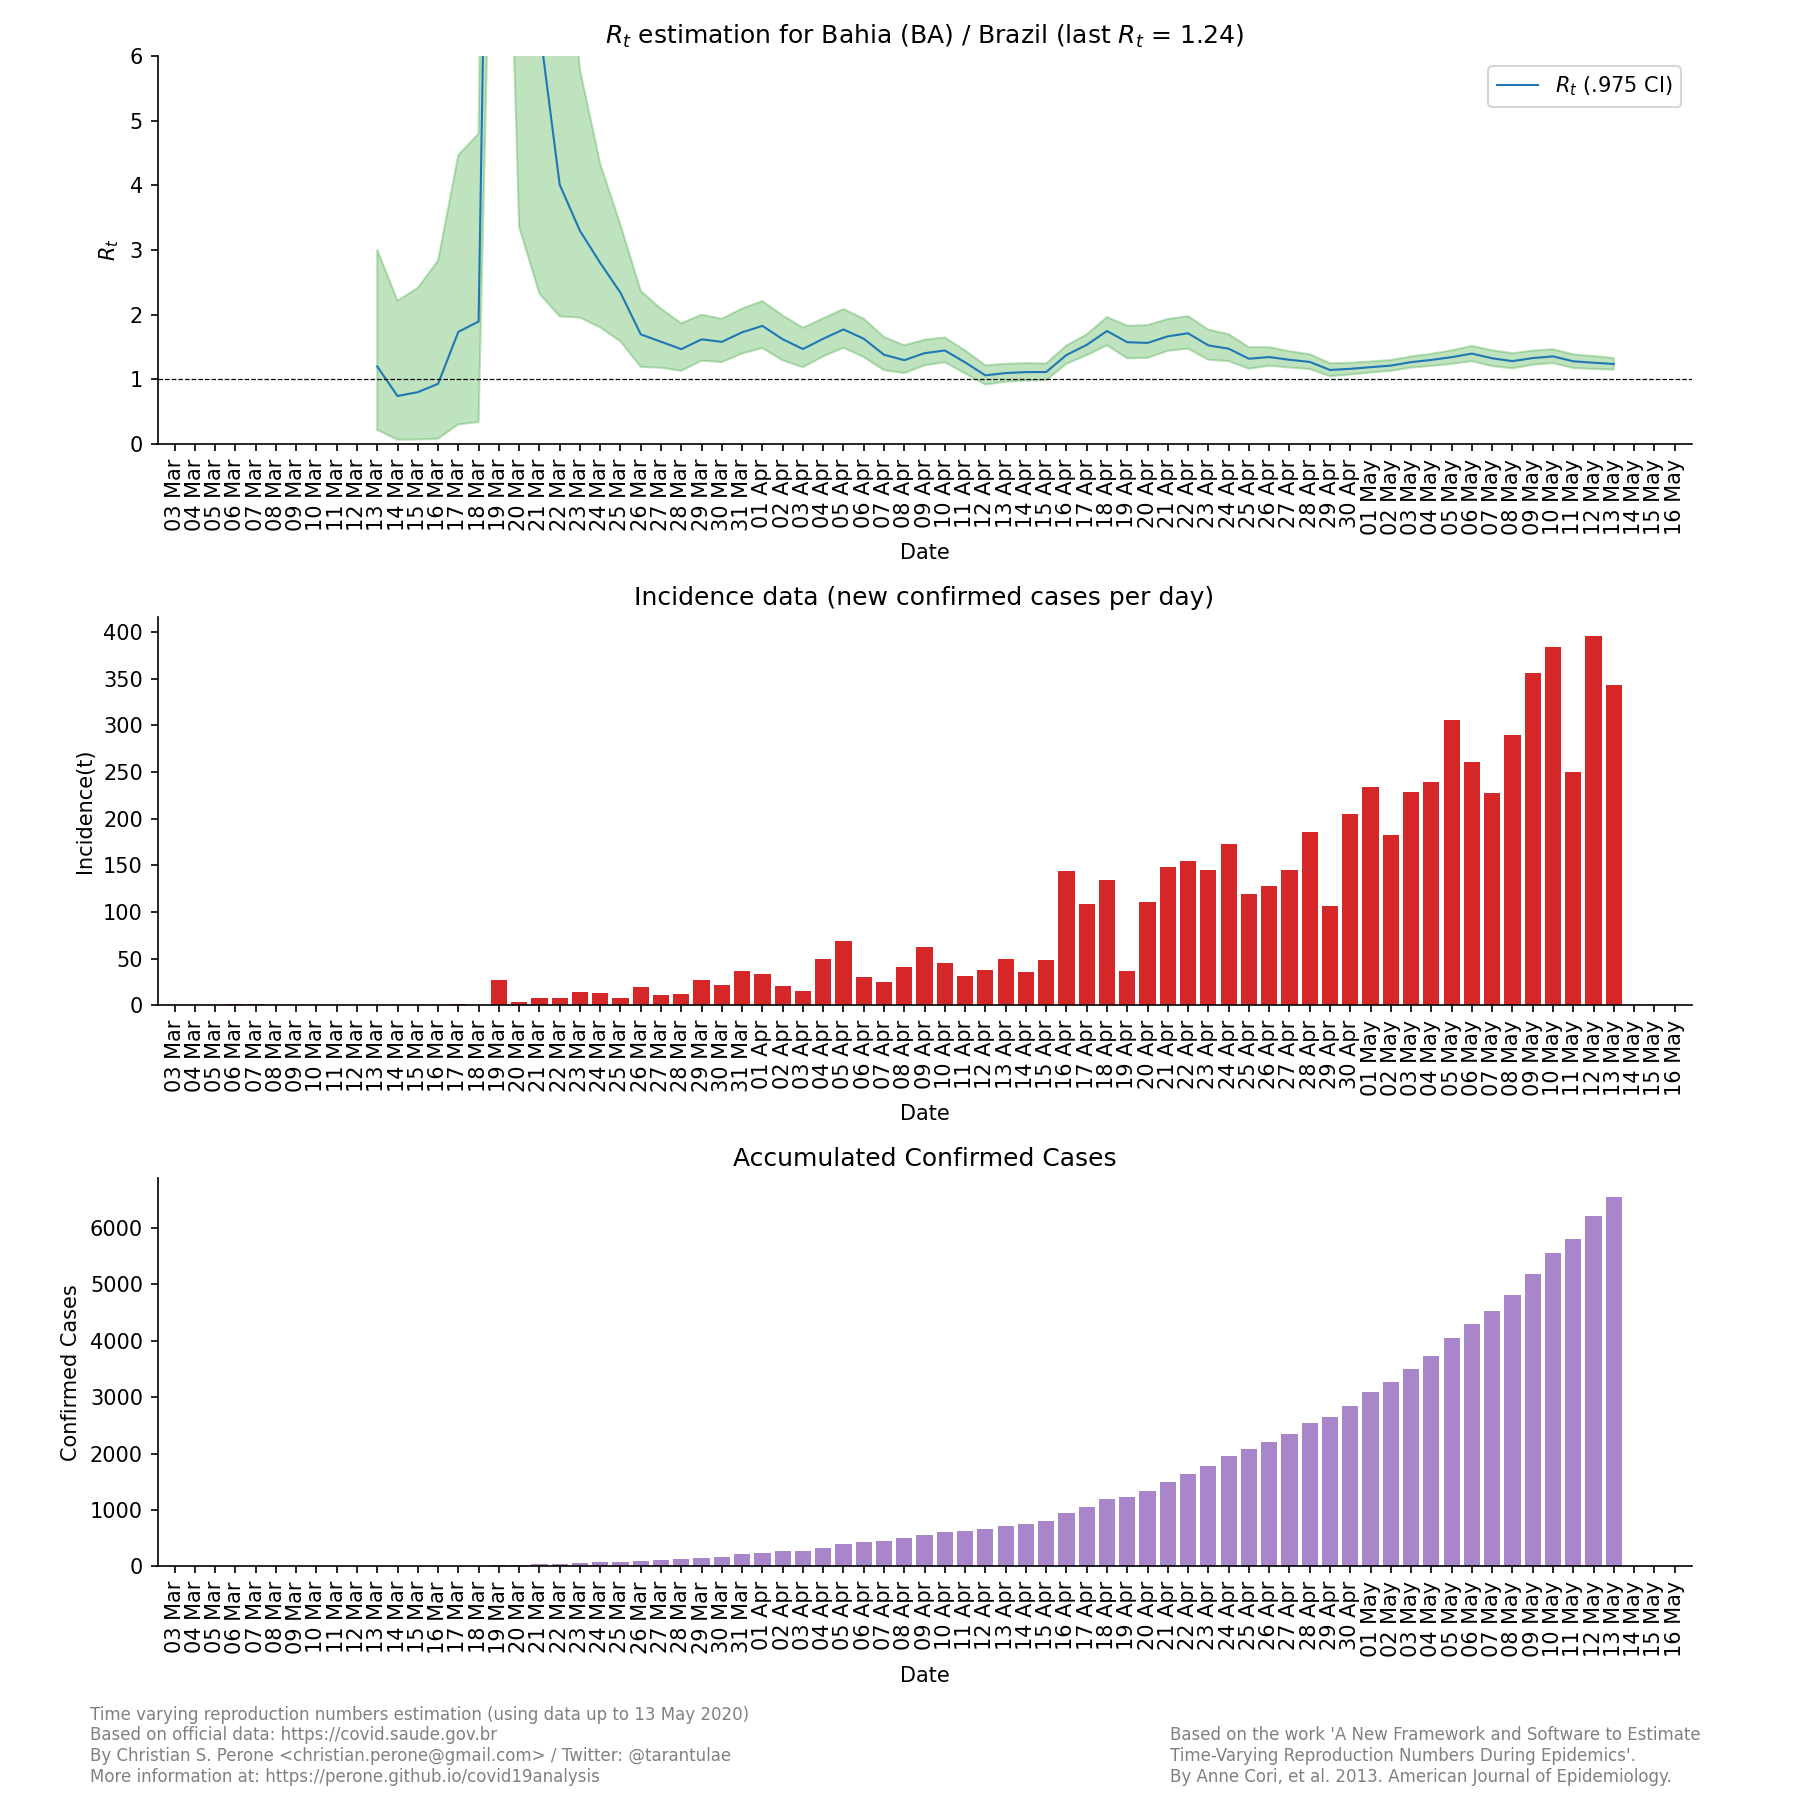 R_t estimation for Bahia (BA) / Brazil (last R_t = 1.24)
R_t (.975 CI)
R_t
6
5
4
3
2
1
0
03 Mar 04 Mar 05 Mar 06 Mar 07 Mar 08 Mar 09 Mar 10 Mar 11 Mar 12 Mar 13 Mar 14 Mar 15 Mar 16 Mar 17 Mar 18 Mar 19 Mar 20 Mar 21 Mar 22 Mar 23 Mar 24 Mar 25 Mar 26 Mar 27 Mar 28 Mar 29 Mar 30 Mar 31 Mar 01 Apr 02 Apr 03 Apr 04 Apr 05 Apr 06 Apr 07 Apr 08 Apr 09 Apr 10 Apr 11 Apr 12 Apr 13 Apr 14 Apr 15 Apr 16 Apr 17 Apr 18 Apr 19 Apr 20 Apr 21 Apr 22 Apr 23 Apr 24 Apr 25 Apr 26 Apr 27 Apr 28 Apr 29 Apr 30 Apr 01 May 02 May 03 May 04 May 05 May 06 May 07 May 08 May 09 May 10 May 11 May 12 May 13 May 14 May 15 May 16 May
Date
Incidence data (new confirmed cases per day)
Incidence(t)
400
350
300
250
200
150
100
50
0
03 Mar 04 Mar 05 Mar 06 Mar 07 Mar 08 Mar 09 Mar 10 Mar 11 Mar 12 Mar 13 Mar 14 Mar 15 Mar 16 Mar 17 Mar 18 Mar 19 Mar 20 Mar 21 Mar 22 Mar 23 Mar 24 Mar 25 Mar 26 Mar 27 Mar 28 Mar 29 Mar 30 Mar 31 Mar 01 Apr 02 Apr 03 Apr 04 Apr 05 Apr 06 Apr 07 Apr 08 Apr 09 Apr 10 Apr 11 Apr 12 Apr 13 Apr 14 Apr 15 Apr 16 Apr 17 Apr 18 Apr 19 Apr 20 Apr 21 Apr 22 Apr 23 Apr 24 Apr 25 Apr 26 Apr 27 Apr 28 Apr 29 Apr 30 Apr 01 May 02 May 03 May 04 May 05 May 06 May 07 May 08 May 09 May 10 May 11 May 12 May 13 May 14 May 15 May 16 May
Date
Accumulated Confirmed Cases
Confirmed Cases
6000
5000
4000
3000
2000
1000
0
03 Mar 04 Mar 05 Mar 06 Mar 07 Mar 08 Mar 09 Mar 10 Mar 11 Mar 12 Mar 13 Mar 14 Mar 15 Mar 16 Mar 17 Mar 18 Mar 19 Mar 20 Mar 21 Mar 22 Mar 23 Mar 24 Mar 25 Mar 26 Mar 27 Mar 28 Mar 29 Mar 30 Mar 31 Mar 01 Apr 02 Apr 03 Apr 04 Apr 05 Apr 06 Apr 07 Apr 08 Apr 09 Apr 10 Apr 11 Apr 12 Apr 13 Apr 14 Apr 15 Apr 16 Apr 17 Apr 18 Apr 19 Apr 20 Apr 21 Apr 22 Apr 23 Apr 24 Apr 25 Apr 26 Apr 27 Apr 28 Apr 29 Apr 30 Apr 01 May 02 May 03 May 04 May 05 May 06 May 07 May 08 May 09 May 10 May 11 May 12 May 13 May 14 May 15 May 16 May
Date
Time varying reproduction numbers estimation (using data up to 13 May 2020)
Based on official data: https://covid.saude.gov.br
By Christian S. Perone <christian.perone@gmail.com> / Twitter: @tarantulae
More information at: https://perone.github.io/covid19analysis
Based on the work 'A New Framework and Software to Estimate
Time-Varying Reproduction Numbers During Epidemics'.
By Anne Cori, et al. 2013. American Journal of Epidemiology.